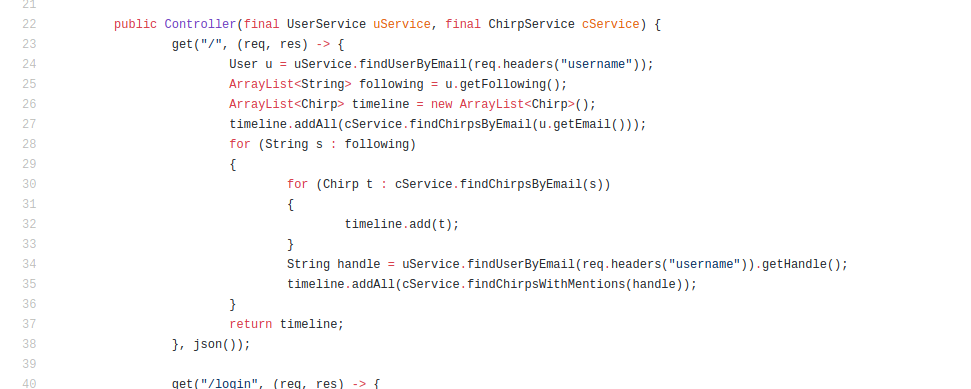 21
22 public Controller(final UserService uService, final ChirpService cService) {
23 get("/", (req, res) -> {
24 User u = uService.findUserByEmail(req.headers("username"));
25 ArrayList<String> following = u.getFollowing();
26 ArrayList<Chirp> timeline = new ArrayList<Chirp>();
27 timeline.addAll(cService.findChirpsByEmail(u.getEmail()));
28 for (String s : following)
29 {
30 for (Chirp t : cService.findChirpsByEmail(s))
31 {
32 timeline.add(t);
33 }
34 String handle = uService.findUserByEmail(req.headers("username")).getHandle();
35 timeline.addAll(cService.findChirpsWithMentions(handle));
36 }
37 return timeline;
38 }, json());
39
40 get("/login", (req, res) -> {